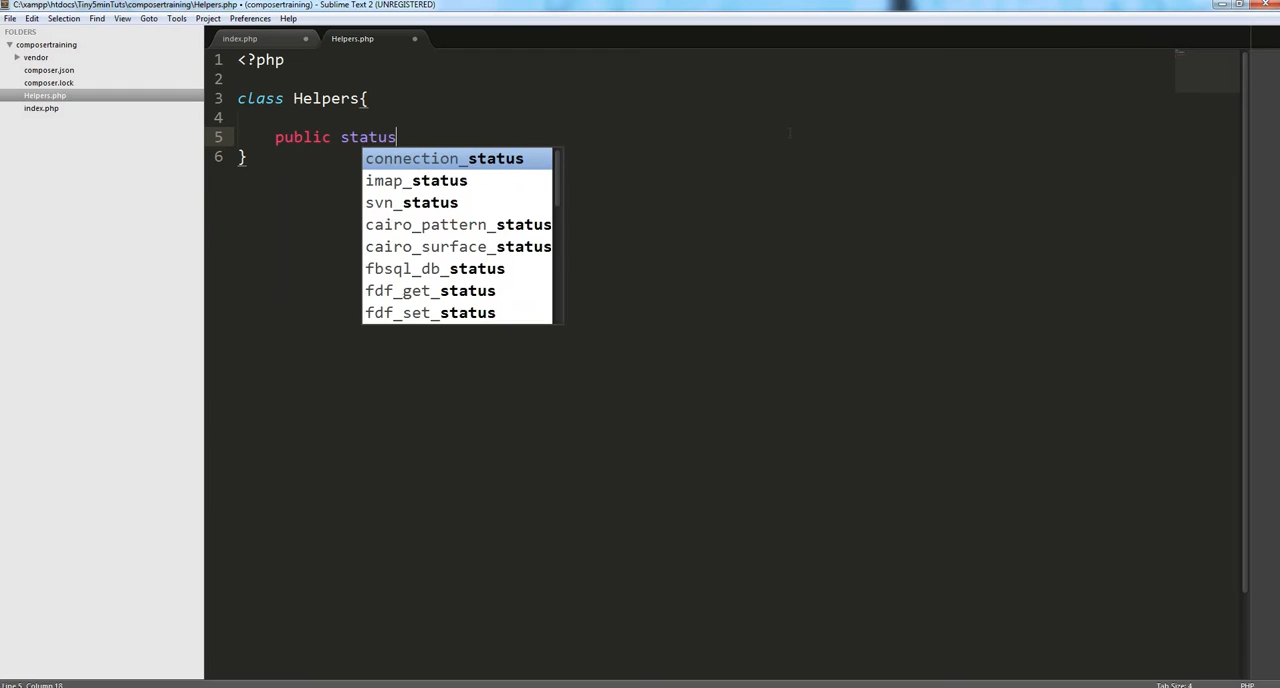 C:\xampp\htdocs\Tiny5minTuts\composertraining\Helpers.php • (composertraining) - Sublime Text 2 (UNREGISTERED)
File Edit Selection Find View Goto Tools Project Preferences Help
FOLDERS
composertraining
vendor
composer.json
composer.lock
Helpers.php
index.php
index.php Helpers.php
1 <?php
2
3 class Helpers{
4
5 public status
6 }
connection_status
imap_status
svn_status
cairo_pattern_status
cairo_surface_status
fbsql_db_status
fdf_get_status
fdf_set_status
Line 5, Column 18 Tab Size: 4 PHP